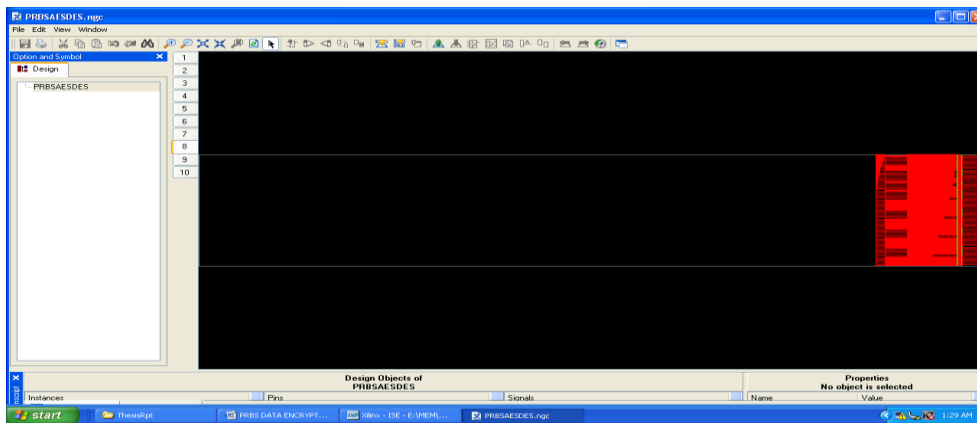 PRBSAESDES.ngc
File Edit View Window
Option and Symbol
Design
PRBSAESDES
1
2
3
4
5
6
7
8
9
10
Design Objects of
PRBSAESDES
Properties
No object is selected
Instances Pins Signals Name Value
start ThesisRpt PRBS DATA ENCRYPT... Xilinx - ISE - E:\MEM\... PRBSAESDES.ngc 1:29 AM